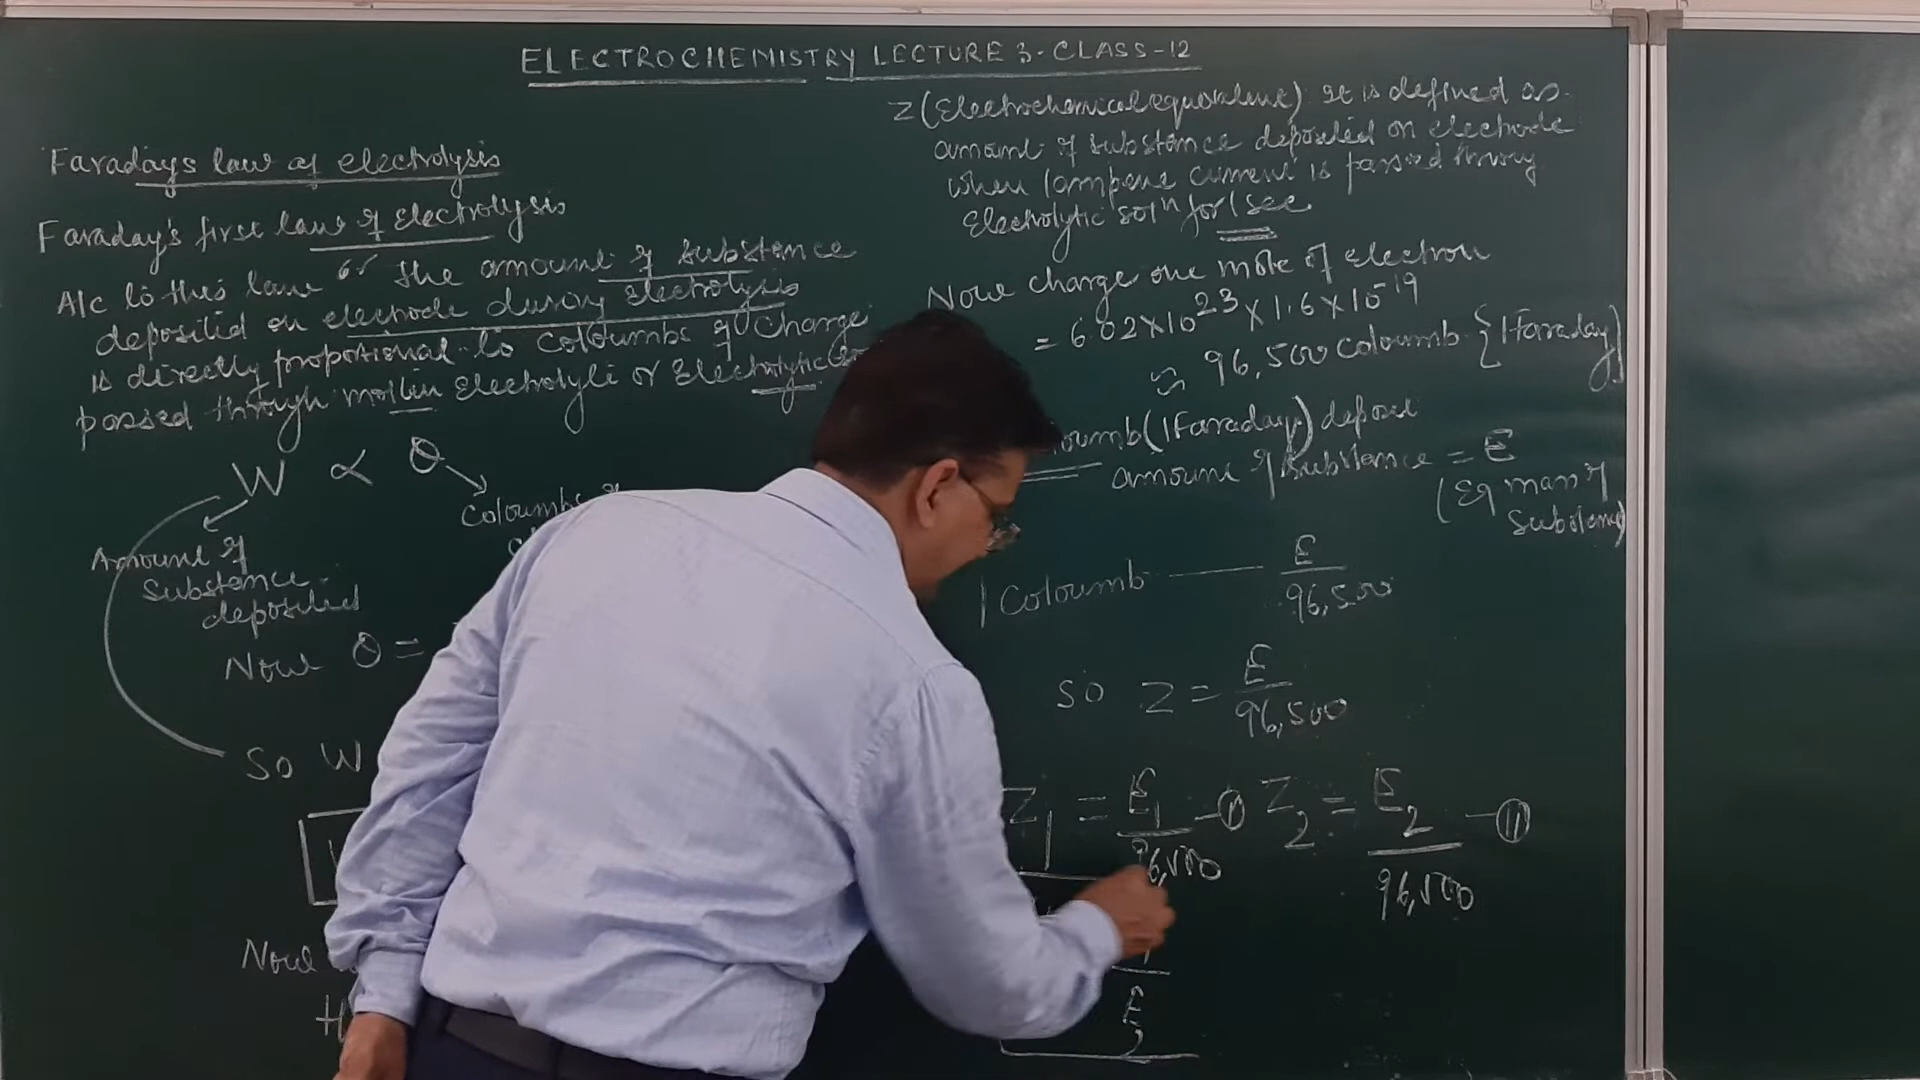 ELECTROCHEMISTRY LECTURE 3. CLASS-12
Faradays law of electrolysis
Faraday's first law of Electrolysis
A/c to this law " the amount of substance
deposited on electrode during electrolysis
is directly proportional to Coloumbs of Charge
passed through molten Electrolyte or Electrolytic
W ∝ Q
Coloumbs of
Amount of
Substance
deposited
Now Q =
So W
Now
H
Z (Electrochemical equivalent) It is defined as
amount of substance deposited on electrode
when 1 ampere current is passed throug
Electrolytic solⁿ for 1 sec
Now charge one mole of electron
= 6.02×10²³×1.6×10⁻¹⁹
≈ 96,500 coloumb {1 Faraday}
oumb (1 Faraday) deposit
amount of substance = E
(Eq mass of
Substance)
1 Coloumb — E/96,500
So Z = E/96,500
Z₁ = E₁/96,500 -(I) Z₂ = E₂/96,500 -(II)
E₂